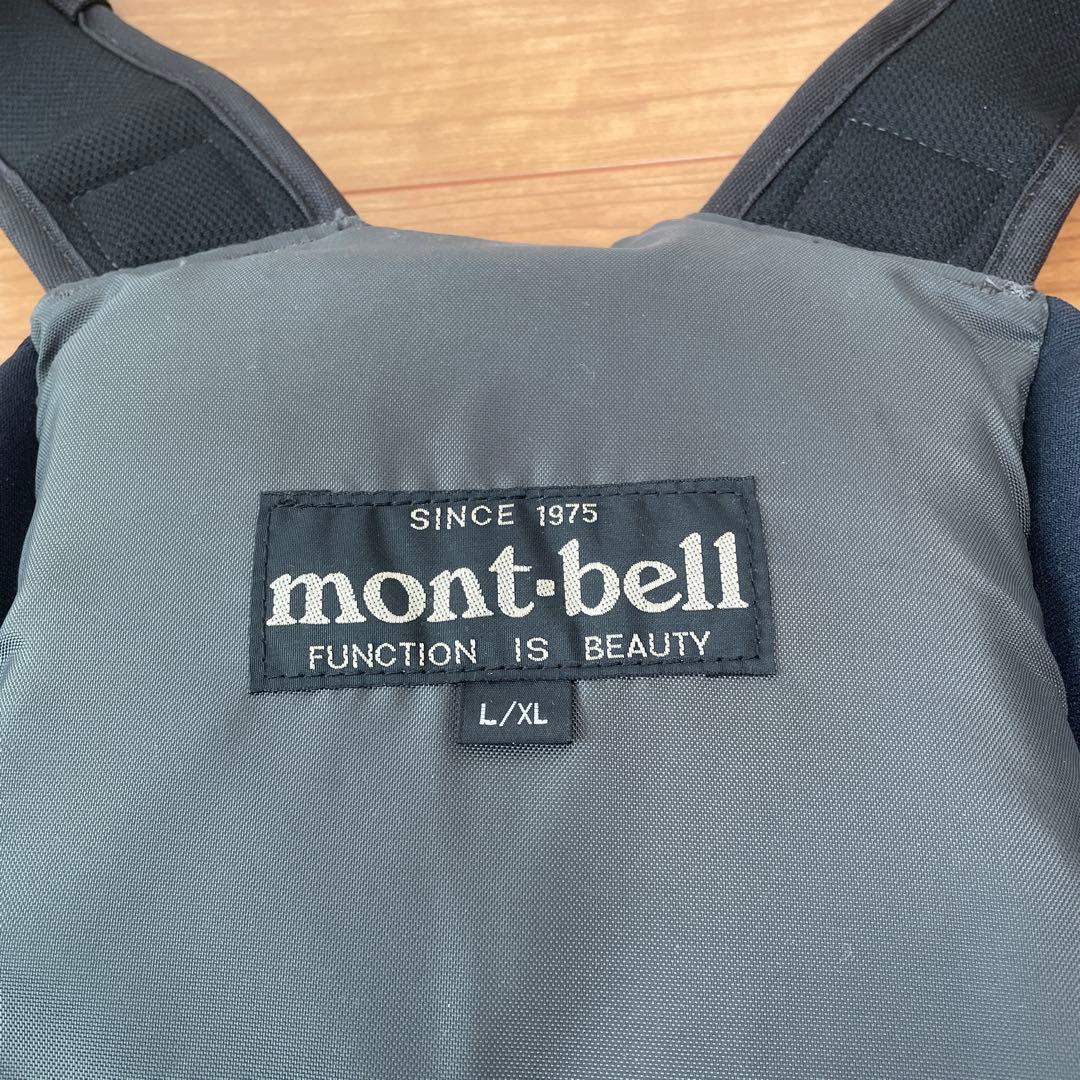 SINCE 1975
mont-bell
FUNCTION IS BEAUTY
L/XL